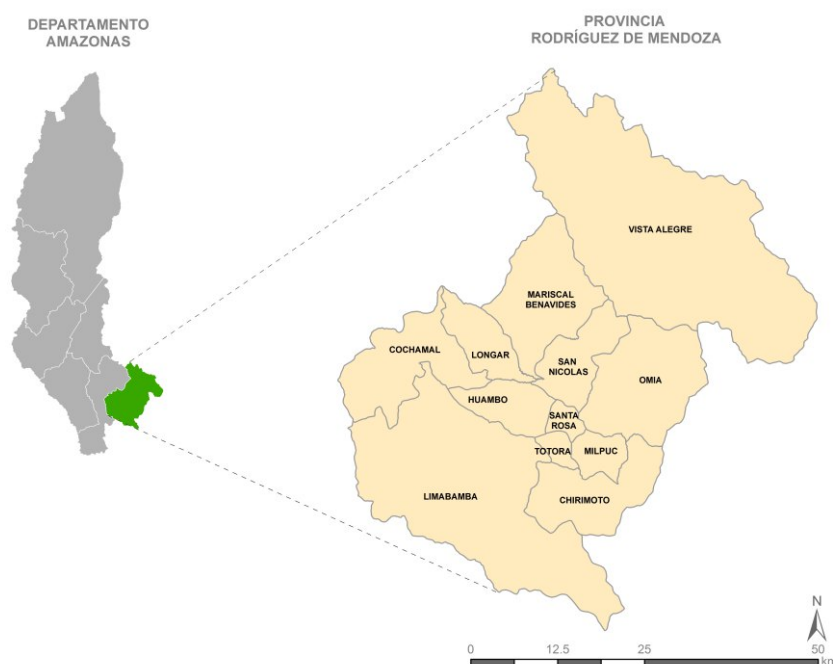 DEPARTAMENTO
AMAZONAS
PROVINCIA
RODRÍGUEZ DE MENDOZA
VISTA ALEGRE
MARISCAL
BENAVIDES
COCHAMAL
LONGAR
SAN
NICOLAS
OMIA
HUAMBO
SANTA
ROSA
TOTORA
MILPUC
LIMABAMBA
CHIRIMOTO
N
0 12.5 25 50
km